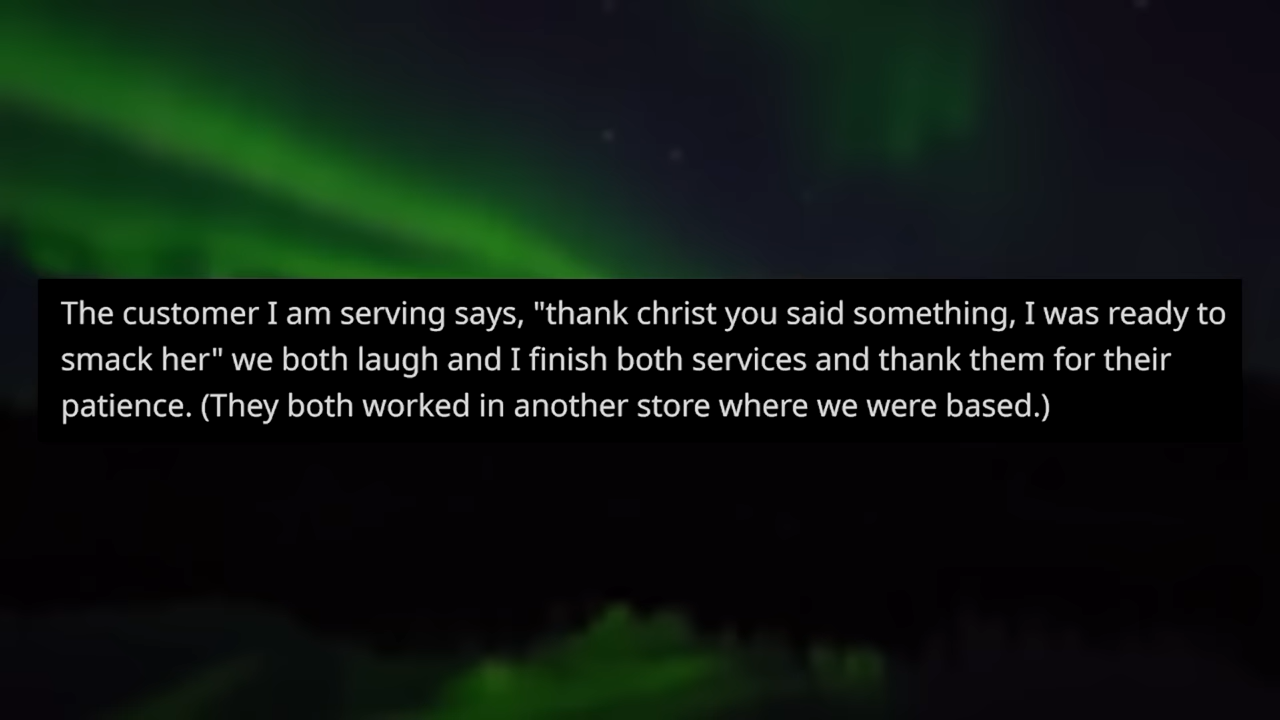 The customer I am serving says, "thank christ you said something, I was ready to
smack her" we both laugh and I finish both services and thank them for their
patience. (They both worked in another store where we were based.)